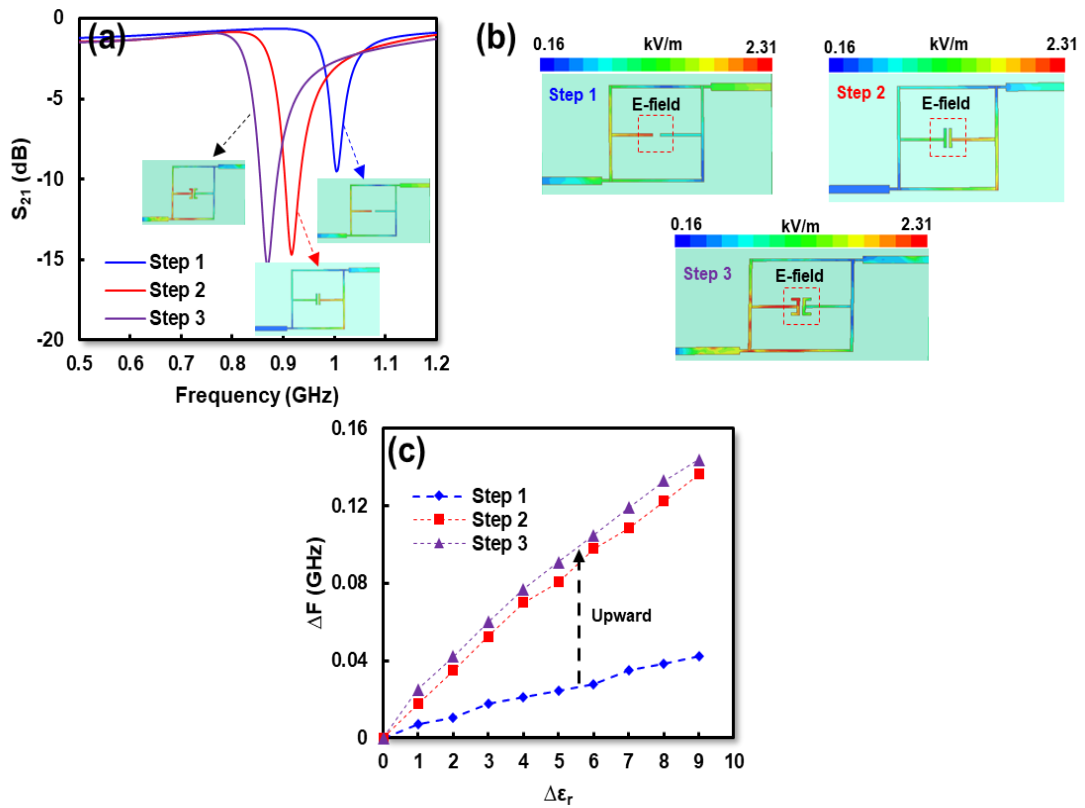 (a)
0
-5
-10
-15
-20
S21 (dB)
Step 1
Step 2
Step 3
0.5 0.6 0.7 0.8 0.9 1.0 1.1 1.2
Frequency (GHz)
(b)
0.16 kV/m 2.31
Step 1
E-field
0.16 kV/m 2.31
Step 2
E-field
0.16 kV/m 2.31
Step 3
E-field
(c)
0.16
0.12
0.08
0.04
0
ΔF (GHz)
Step 1
Step 2
Step 3
Upward
0 1 2 3 4 5 6 7 8 9 10
Δεr